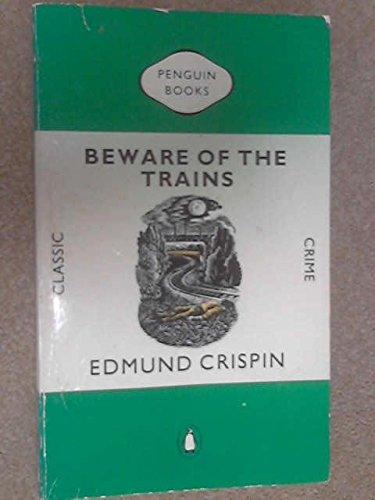 PENGUIN
BOOKS
BEWARE OF THE
TRAINS
CLASSIC
CRIME
EDMUND CRISPIN